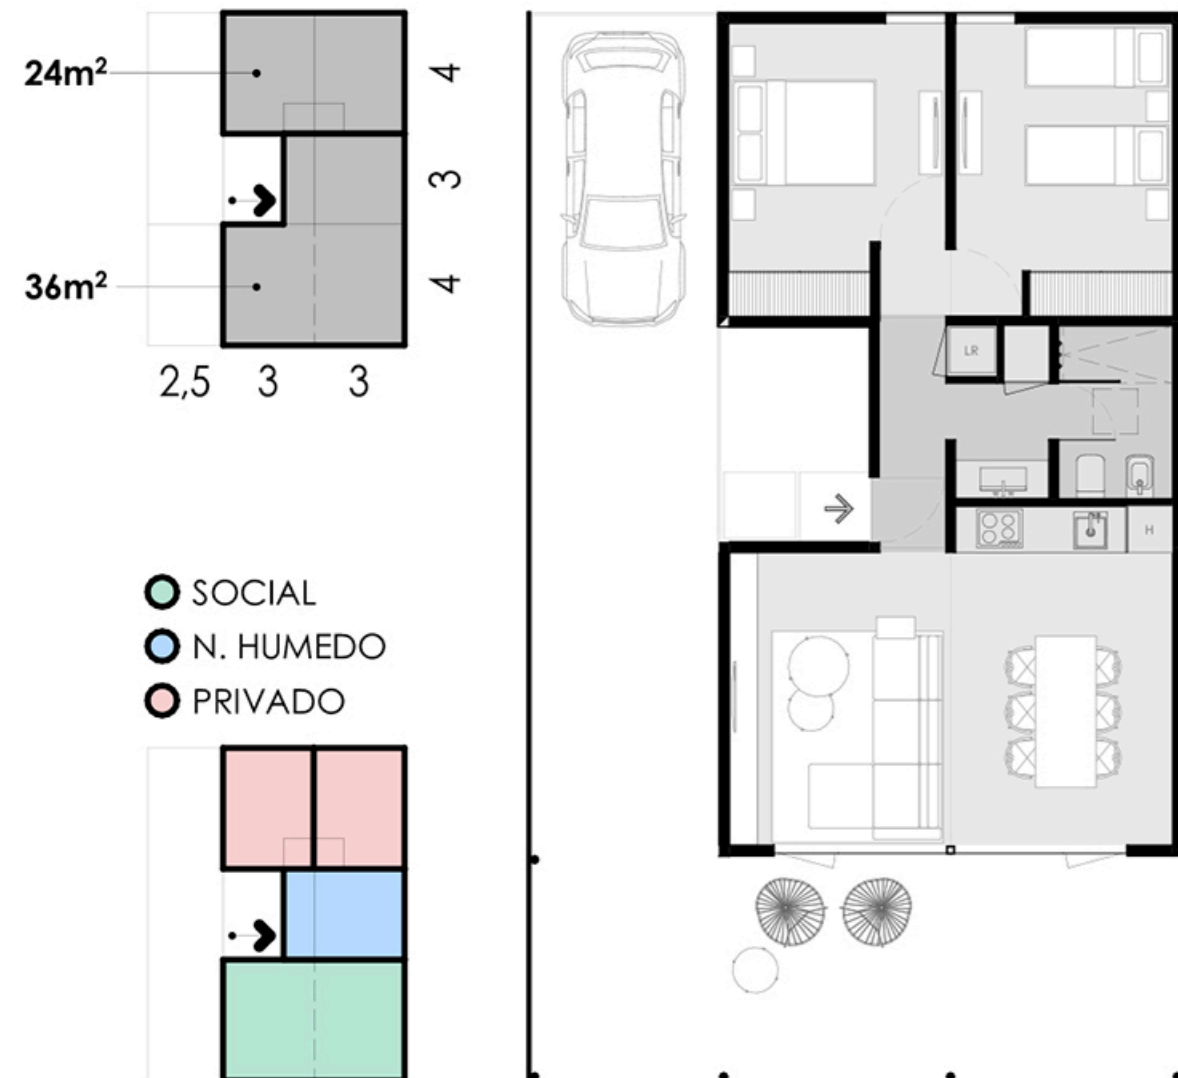 24m²
4
3
36m²
4
2,5 3 3
SOCIAL
N. HUMEDO
PRIVADO
LR
H